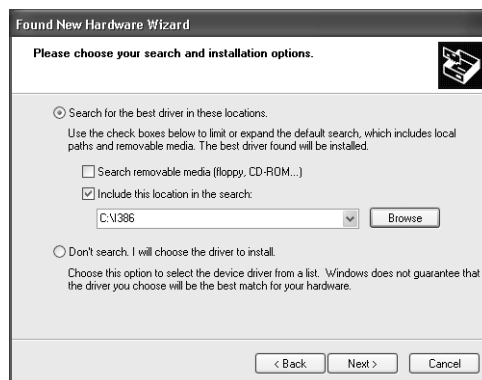 Found New Hardware Wizard
Please choose your search and installation options.
Search for the best driver in these locations.
Use the check boxes below to limit or expand the default search, which includes local
paths and removable media. The best driver found will be installed.
Search removable media (floppy, CD-ROM...)
Include this location in the search:
C:\I386
Browse
Don't search. I will choose the driver to install.
Choose this option to select the device driver from a list. Windows does not guarantee that
the driver you choose will be the best match for your hardware.
< Back Next > Cancel